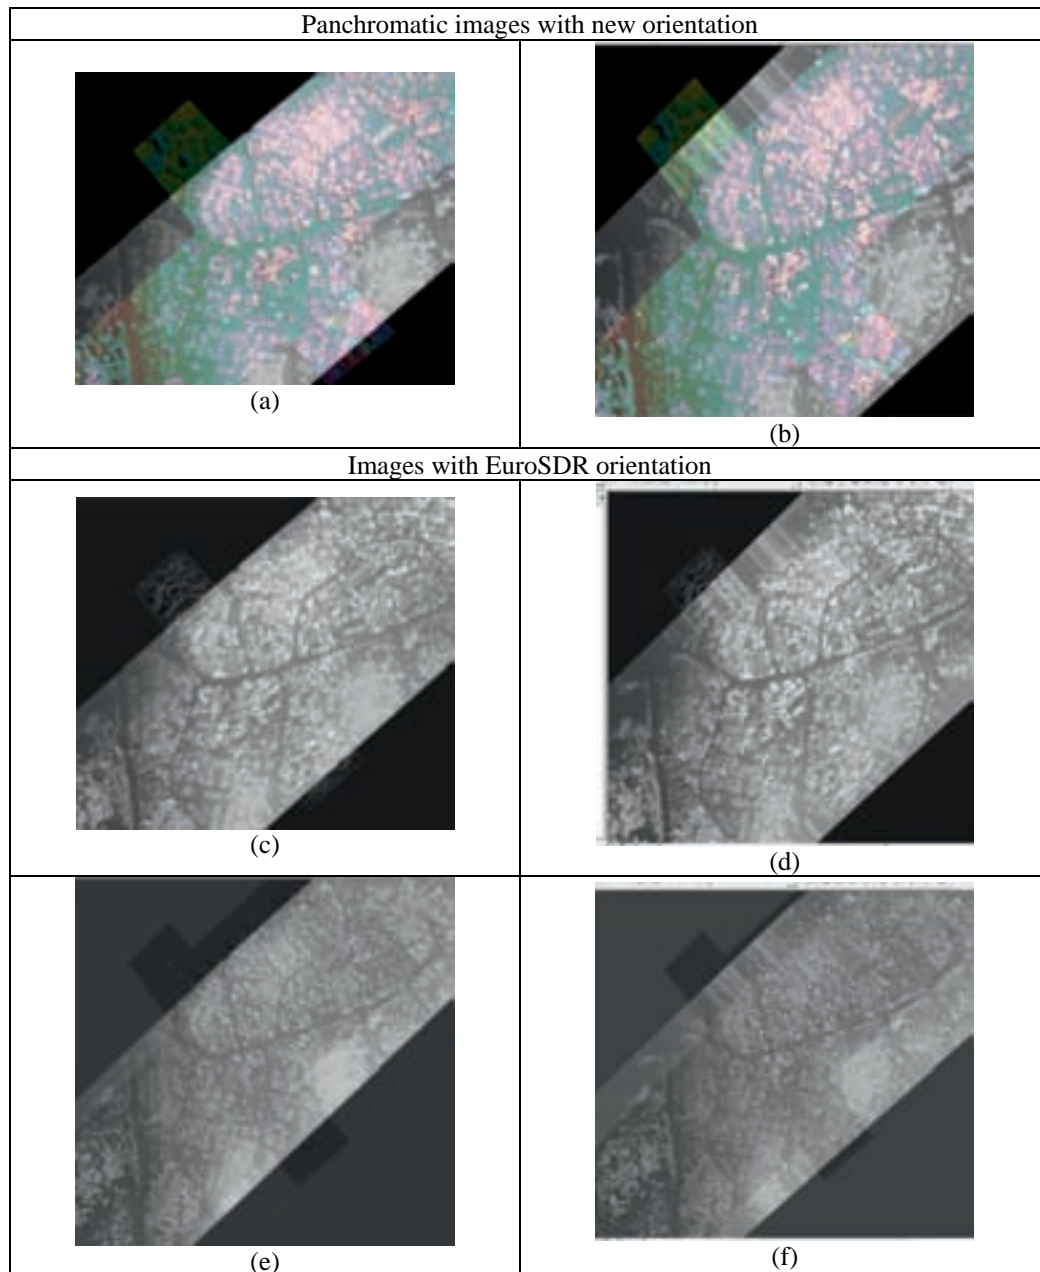 Panchromatic images with new orientation
(a)
(b)
Images with EuroSDR orientation
(c)
(d)
(e)
(f)